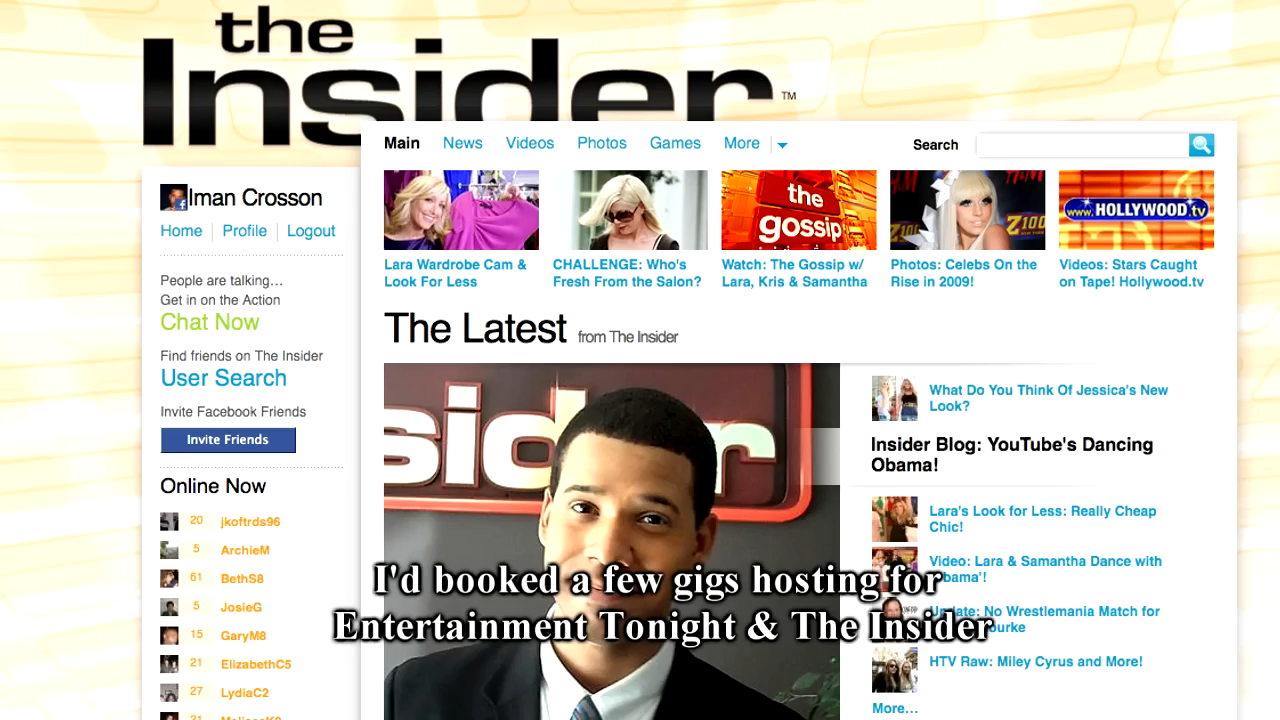 the
Insider™
Main News Videos Photos Games More
Search
Iman Crosson
Home Profile Logout
People are talking...
Get in on the Action
Chat Now
Find friends on The Insider
User Search
Invite Facebook Friends
Invite Friends
Online Now
20 jkoftrds96
5 ArchieM
61 BethS8
5 JosieG
15 GaryM8
21 ElizabethC5
27 LydiaC2
the
gossip
H&M
Z100
Z100
www.HOLLYWOOD.tv
Lara Wardrobe Cam &
Look For Less
CHALLENGE: Who's
Fresh From the Salon?
Watch: The Gossip w/
Lara, Kris & Samantha
Photos: Celebs On the
Rise in 2009!
Videos: Stars Caught
on Tape! Hollywood.tv
The Latest from The Insider
What Do You Think Of Jessica's New
Look?
Insider Blog: YouTube's Dancing
Obama!
Lara's Look for Less: Really Cheap
Chic!
Video: Lara & Samantha Dance with
No Wrestlemania Match for
HTV Raw: Miley Cyrus and More!
More...
I'd booked a few gigs hosting for
Entertainment Tonight & The Insider